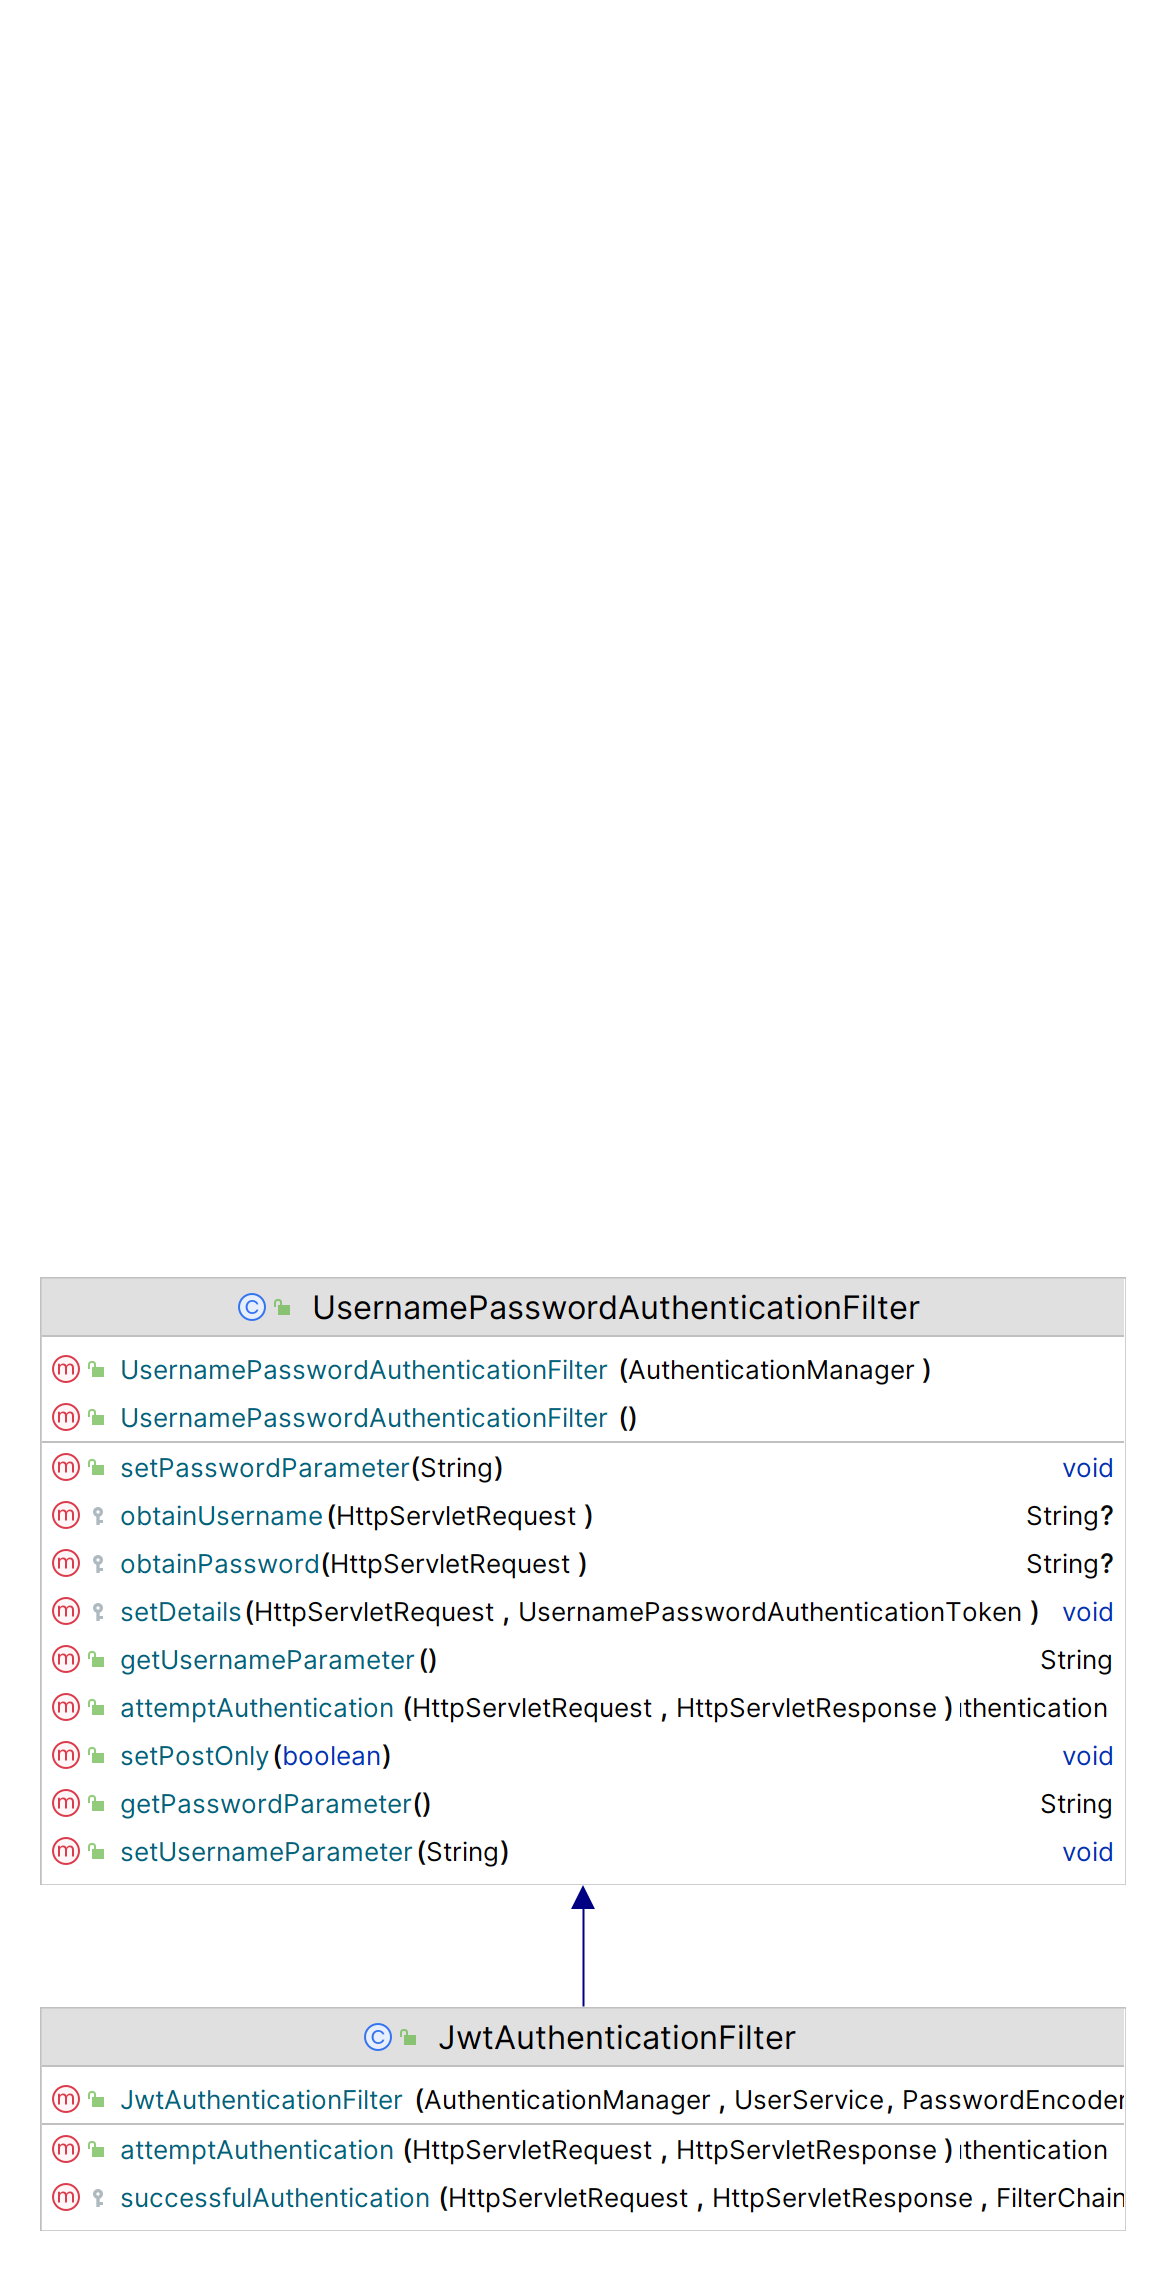 UsernamePasswordAuthenticationFilter
UsernamePasswordAuthenticationFilter (AuthenticationManager )
UsernamePasswordAuthenticationFilter ()
setPasswordParameter(String) void
obtainUsername(HttpServletRequest ) String?
obtainPassword(HttpServletRequest ) String?
setDetails(HttpServletRequest , UsernamePasswordAuthenticationToken ) void
getUsernameParameter() String
attemptAuthentication (HttpServletRequest , HttpServletResponse ) thentication
setPostOnly(boolean) void
getPasswordParameter() String
setUsernameParameter(String) void
JwtAuthenticationFilter
JwtAuthenticationFilter (AuthenticationManager , UserService, PasswordEncoder
attemptAuthentication (HttpServletRequest , HttpServletResponse ) thentication
successfulAuthentication (HttpServletRequest , HttpServletResponse , FilterChain